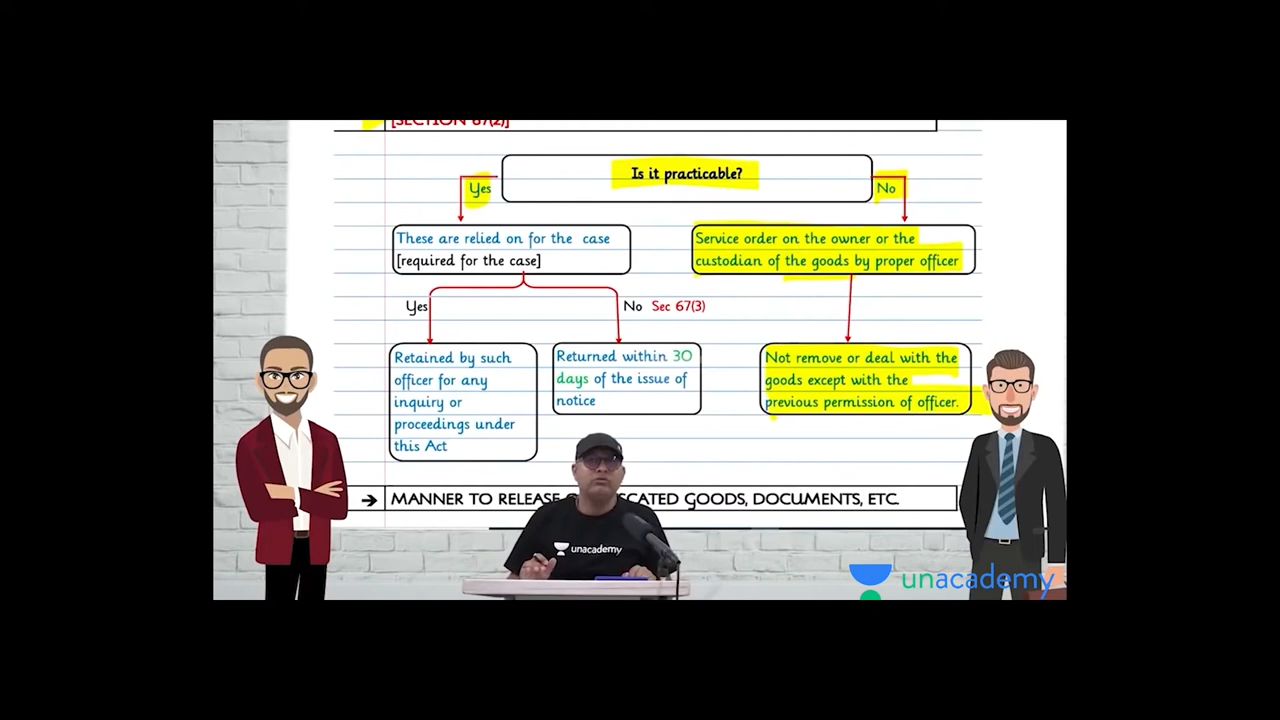 [SECTION 67(2)]
Is it practicable?
Yes
No
These are relied on for the case
[required for the case]
Service order on the owner or the
custodian of the goods by proper officer
Yes
No Sec 67(3)
Retained by such
officer for any
inquiry or
proceedings under
this Act
Returned within 30
days of the issue of
notice
Not remove or deal with the
goods except with the
previous permission of officer.
MANNER TO RELEASE SCATED GOODS, DOCUMENTS, ETC.
unacademy
unacademy